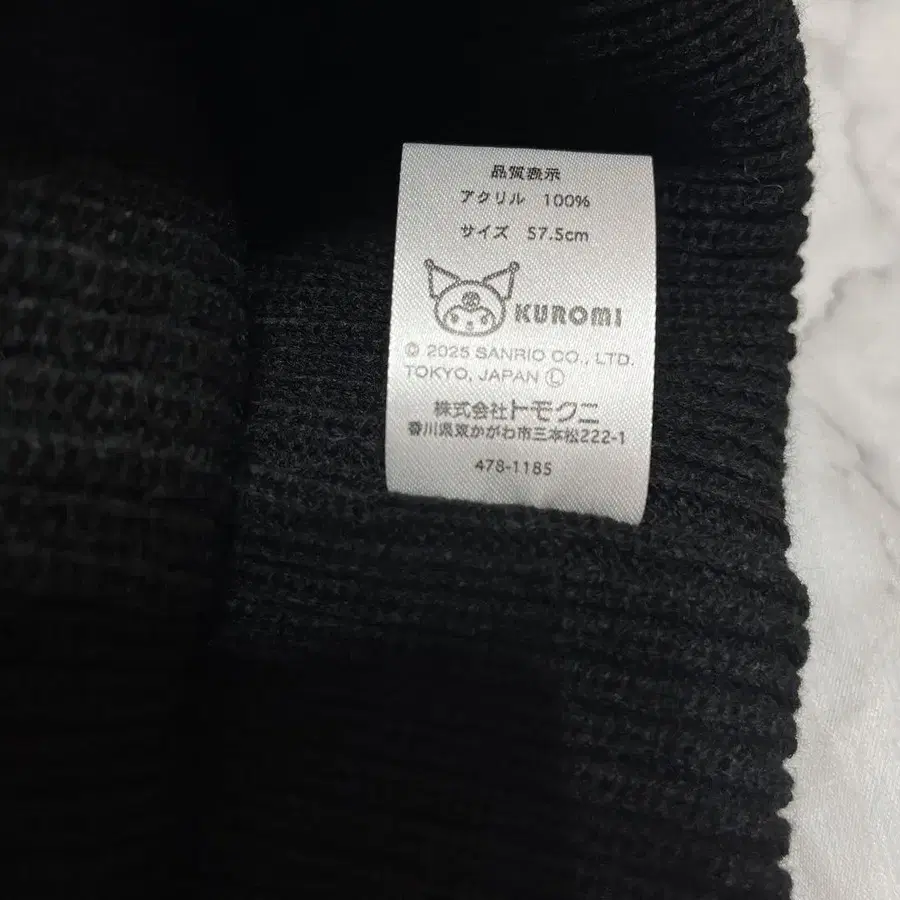 品質表示
アクリル 100%
サイズ 57.5cm
KUROMI
© 2025 SANRIO CO., LTD.
TOKYO, JAPAN Ⓛ
株式会社トモクニ
香川県東かがわ市三本松222-1
478-1185